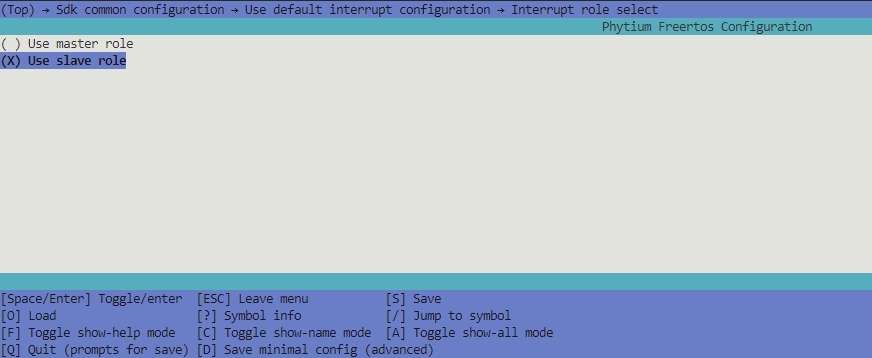 (Top) → Sdk common configuration → Use default interrupt configuration → Interrupt role select
Phytium Freertos Configuration
( ) Use master role
(X) Use slave role
[Space/Enter] Toggle/enter [ESC] Leave menu [S] Save
[O] Load [?] Symbol info [/] Jump to symbol
[F] Toggle show-help mode [C] Toggle show-name mode [A] Toggle show-all mode
[Q] Quit (prompts for save) [D] Save minimal config (advanced)